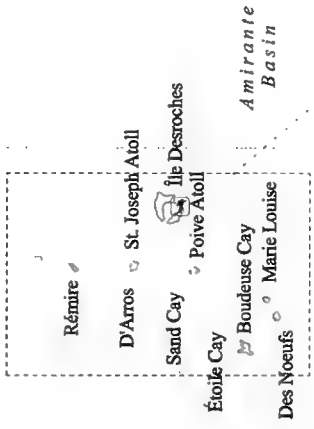 Amirante
Basin
Île Desroches
St. Joseph Atoll
Poive Atoll
Rémire
D'Arros
Sand Cay
Boudeuse Cay
Marie Louise
Étoile Cay
Des Noeufs